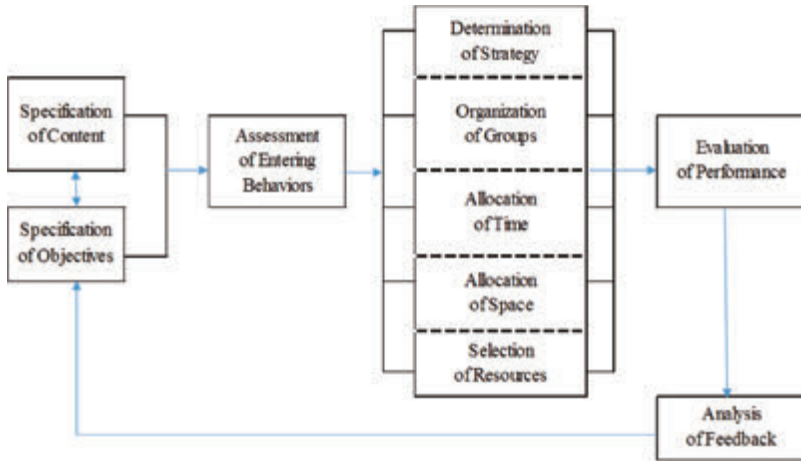 Specification
of Content
Specification
of Objectives
Assessment
of Entering
Behaviors
Determination
of Strategy
Organization
of Groups
Allocation
of Time
Allocation
of Space
Selection
of Resources
Evaluation
of Performance
Analysis
of Feedback